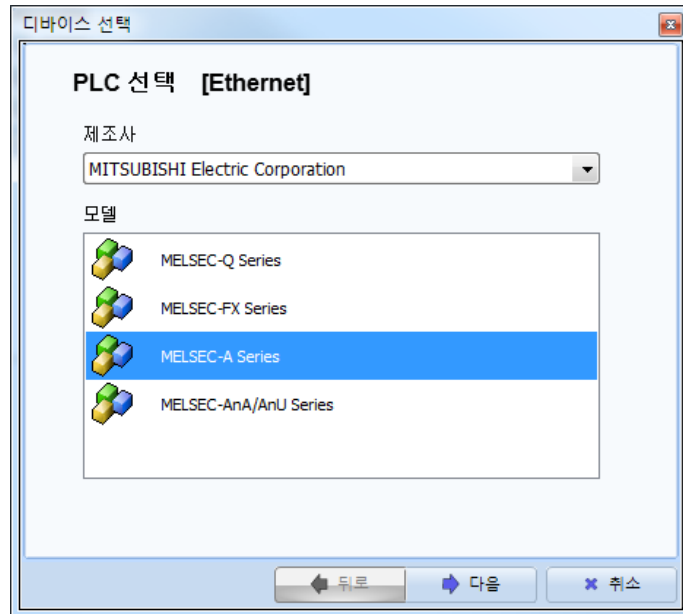 디바이스 선택
PLC 선택 [Ethernet]
제조사
MITSUBISHI Electric Corporation
모델
MELSEC-Q Series
MELSEC-FX Series
MELSEC-A Series
MELSEC-AnA/AnU Series
뒤로 다음 취소